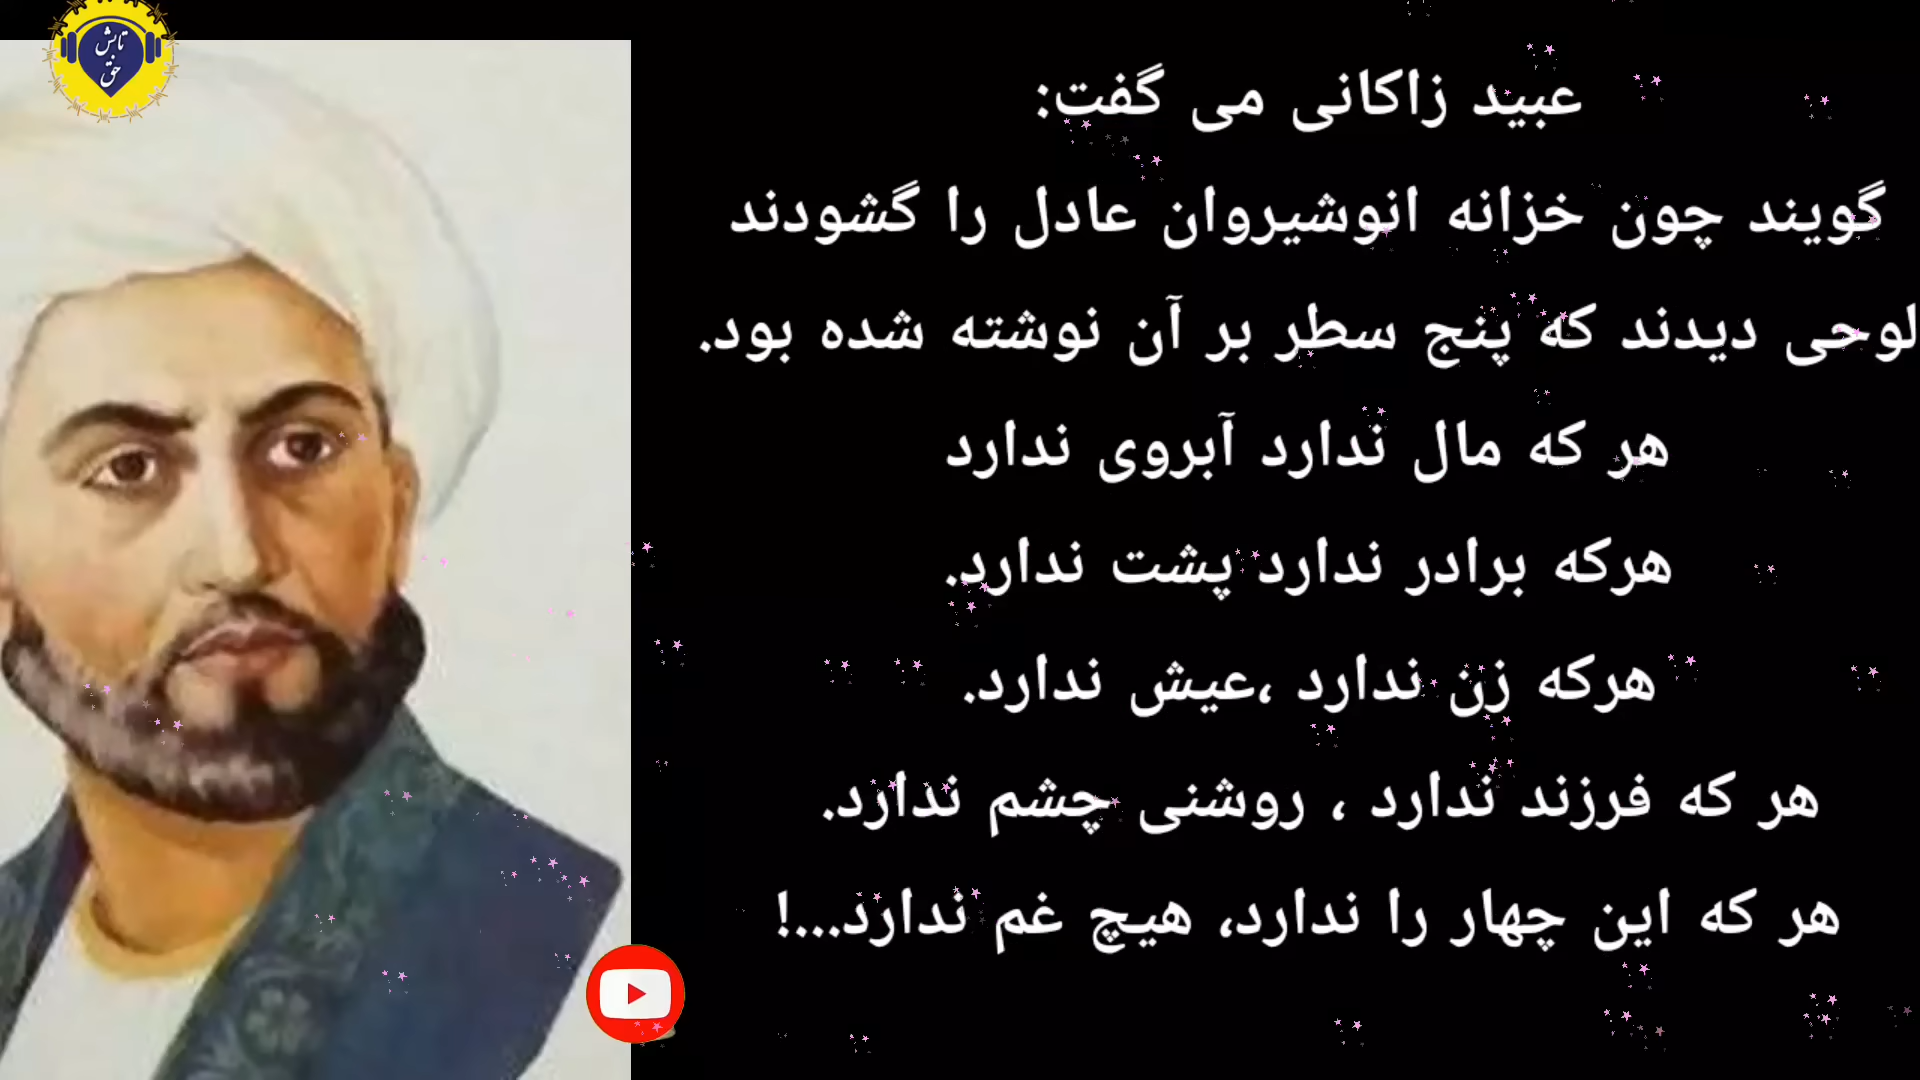 تابش
حق
عبید زاکانی می گفت:
گویند چون خزانه انوشیروان عادل را گشودند
لوحی دیدند که پنج سطر بر آن نوشته شده بود.
هر که مال ندارد آبروی ندارد
هرکه برادر ندارد پشت ندارد.
هرکه زن ندارد ،عیش ندارد.
هر که فرزند ندارد ، روشنی چشم ندارد.
هر که این چهار را ندارد، هیچ غم ندارد...!